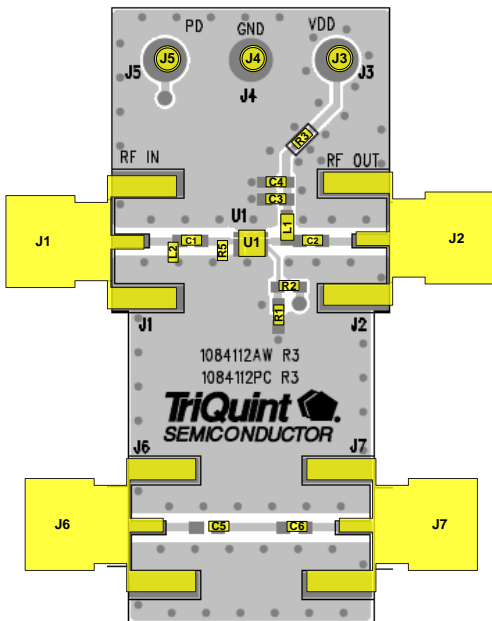 PD
GND
VDD
J5
J4
J3
J5
J4
J3
R3
RF IN
RF OUT
C4
C3
U1
L1
J1
J2
C1
L2
R5
U1
C2
R2
R1
J1
J2
1084112AW R3
1084112PC R3
TriQuint
SEMICONDUCTOR
J6
J7
J6
J7
C5
C6